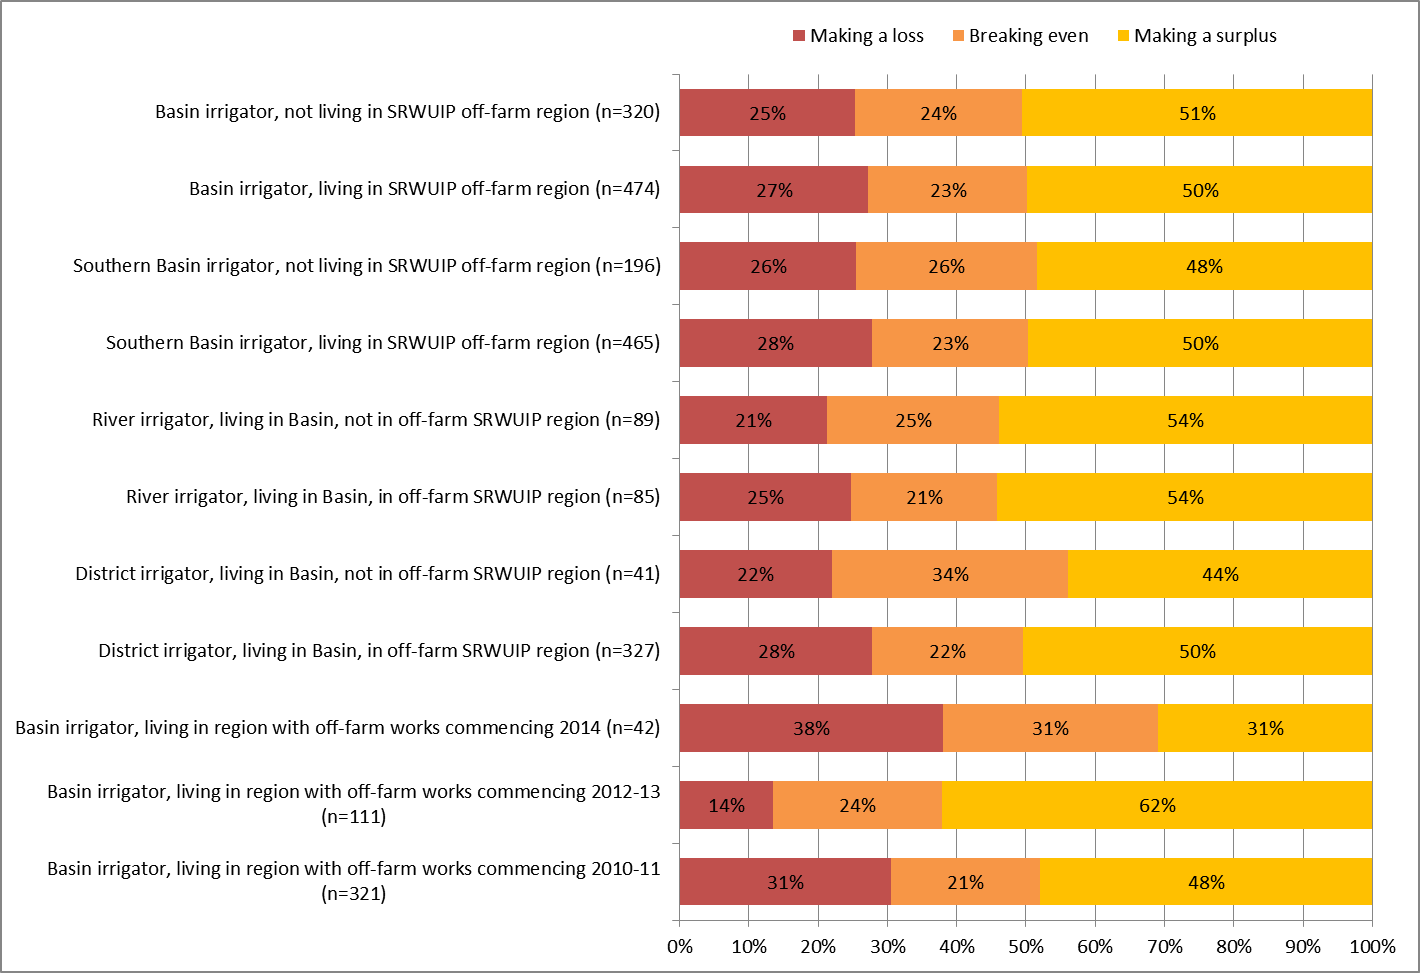 Making a loss Breaking even Making a surplus
Basin irrigator, not living in SRWUIP off-farm region (n=320) 25% 24% 51%
Basin irrigator, living in SRWUIP off-farm region (n=474) 27% 23% 50%
Southern Basin irrigator, not living in SRWUIP off-farm region (n=196) 26% 26% 48%
Southern Basin irrigator, living in SRWUIP off-farm region (n=465) 28% 23% 50%
River irrigator, living in Basin, not in off-farm SRWUIP region (n=89) 21% 25% 54%
River irrigator, living in Basin, in off-farm SRWUIP region (n=85) 25% 21% 54%
District irrigator, living in Basin, not in off-farm SRWUIP region (n=41) 22% 34% 44%
District irrigator, living in Basin, in off-farm SRWUIP region (n=327) 28% 22% 50%
Basin irrigator, living in region with off-farm works commencing 2014 (n=42) 38% 31% 31%
Basin irrigator, living in region with off-farm works commencing 2012-13
(n=111) 14% 24% 62%
Basin irrigator, living in region with off-farm works commencing 2010-11
(n=321) 31% 21% 48%
0% 10% 20% 30% 40% 50% 60% 70% 80% 90% 100%